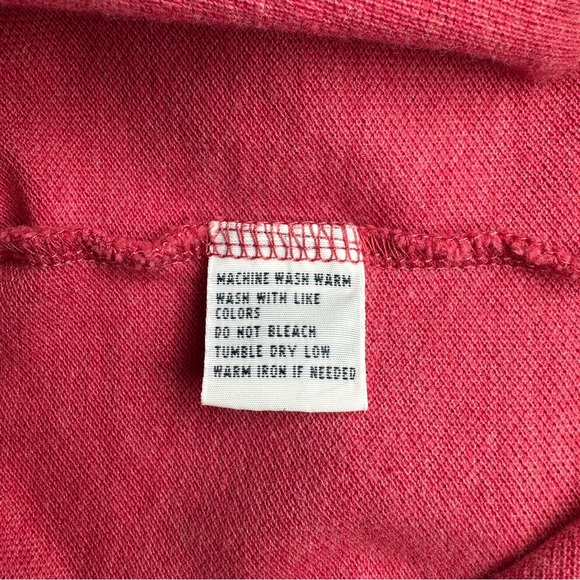 MACHINE WASH WARM
WASH WITH LIKE
COLORS
DO NOT BLEACH
TUMBLE DRY LOW
WARM IRON IF NEEDED